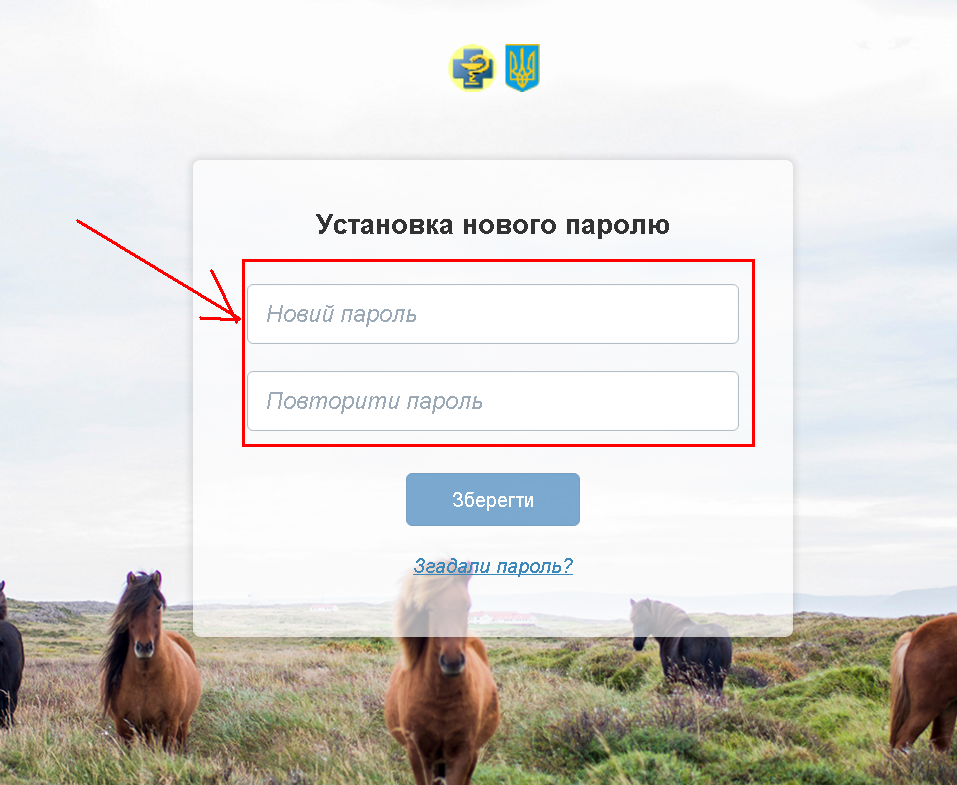 Установка нового паролю
Новий пароль
Повторити пароль
Зберегти
Згадали пароль?